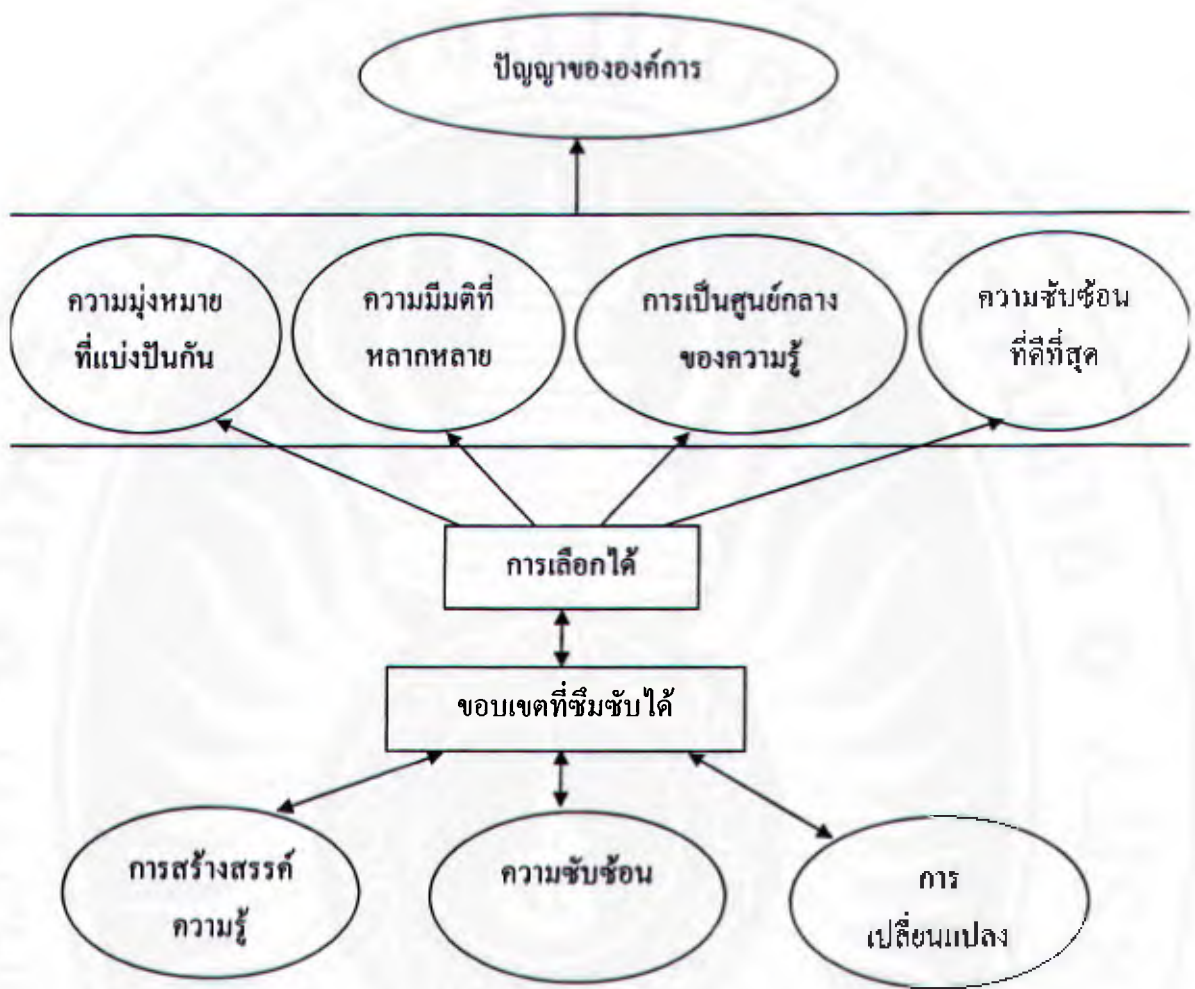 ปัญญาขององค์การ
ความมุ่งหมาย
ที่แบ่งปันกัน
ความมีมติที่
หลากหลาย
การเป็นศูนย์กลาง
ของความรู้
ความซับซ้อน
ที่ดีที่สุด
การเลือกได้
ขอบเขตที่ซึมซับได้
การสร้างสรรค์
ความรู้
ความซับซ้อน
การ
เปลี่ยนแปลง